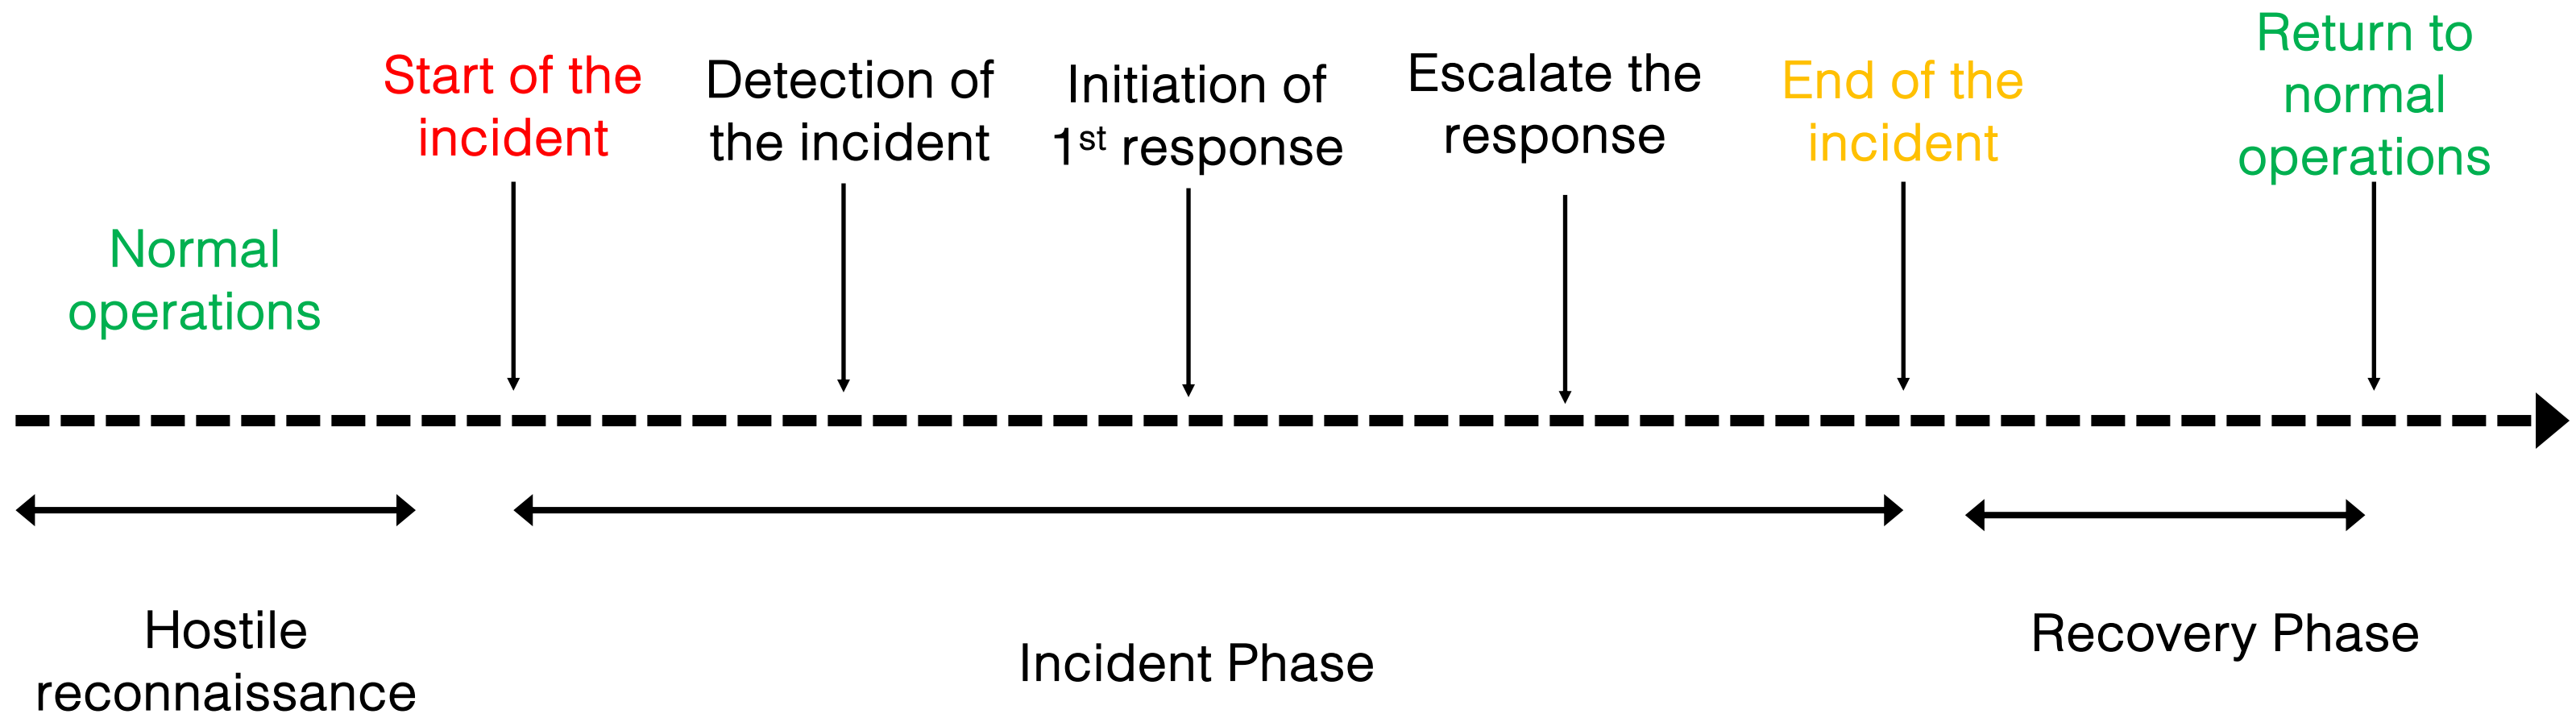 Normal
operations
Start of the
incident
Detection of
the incident
Initiation of
1st response
Escalate the
response
End of the
incident
Return to
normal
operations
Hostile
reconnaissance
Incident Phase
Recovery Phase